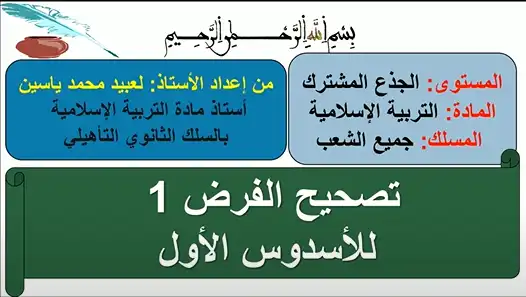 بسم الله الرحمن الرحيم
المستوى: الجذع المشترك
المادة: التربية الإسلامية
المسلك: جميع الشعب
من إعداد الأستاذ: لعبيد محمد ياسين
أستاذ مادة التربية الإسلامية
بالسلك الثانوي التأهيلي
تصحيح الفرض 1
للأسدوس الأول